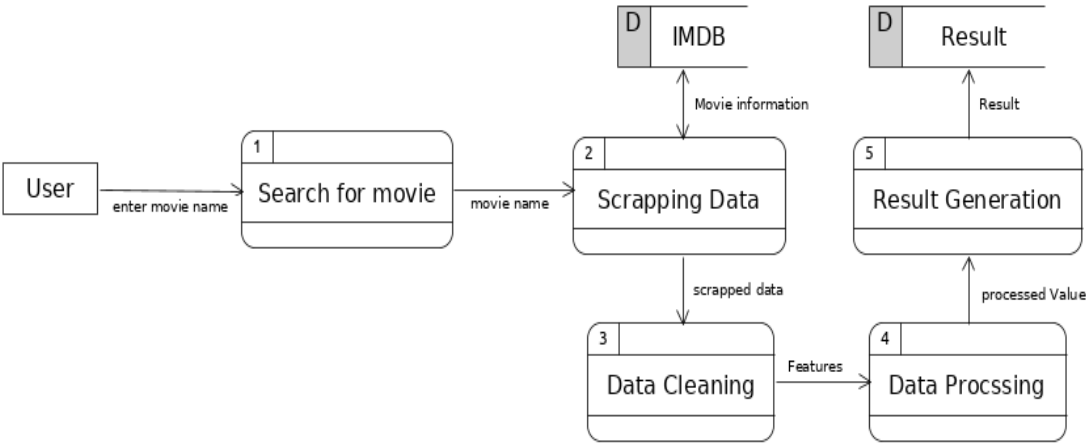 D
IMDB
D
Result
Movie information
Result
1
2
5
User
enter movie name
Search for movie
movie name
Scrapping Data
Result Generation
scrapped data
processed Value
3
4
Data Cleaning
Features
Data Procssing